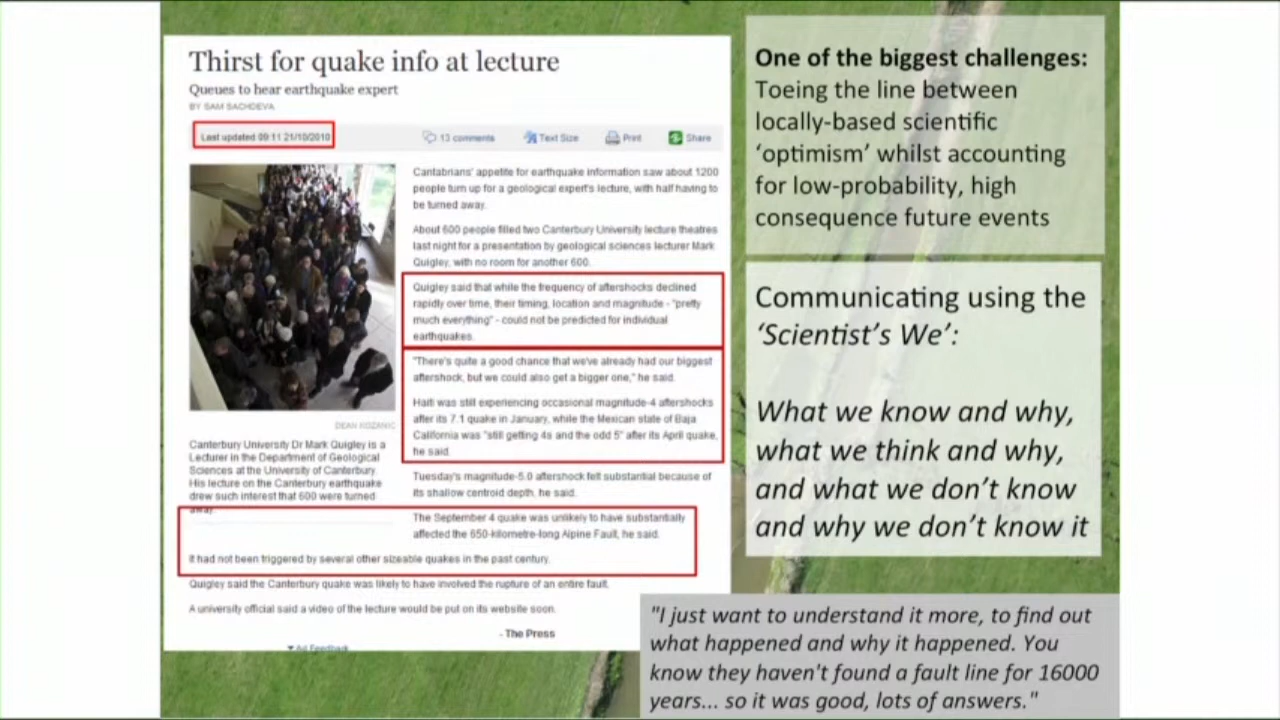 Thirst for quake info at lecture
Queues to hear earthquake expert
BY SAM SACHDEVA
Last updated 09:11 21/10/2010
13 comments
Text Size
Print
Share
Cantabrians' appetite for earthquake information saw about 1200
people turn up for a geological expert's lecture, with half having to
be turned away.
About 600 people filled two Canterbury University lecture theatres
last night for a presentation by geological sciences lecturer Mark
Quigley, with no room for another 600.
Quigley said that while the frequency of aftershocks declined
rapidly over time, their timing, location and magnitude - "pretty
much everything" - could not be predicted for individual
earthquakes.
"There's quite a good chance that we've already had our biggest
aftershock, but we could also get a bigger one," he said.
Haiti was still experiencing occasional magnitude-4 aftershocks
after its 7.1 quake in January, while the Mexican state of Baja
California was "still getting 4s and the odd 5" after its April quake,
he said.
DEAN KOZANIC
Canterbury University Dr Mark Quigley is a
Lecturer in the Department of Geological
Sciences at the University of Canterbury.
His lecture on the Canterbury earthquake
drew such interest that 600 were turned
away.
Tuesday's magnitude-5.0 aftershock felt substantial because of
its shallow centroid depth, he said.
The September 4 quake was unlikely to have substantially
affected the 650-kilometre-long Alpine Fault, he said.
It had not been triggered by several other sizeable quakes in the past century.
Quigley said the Canterbury quake was likely to have involved the rupture of an entire fault.
A university official said a video of the lecture would be put on its website soon.
- The Press
Ad Feedback
One of the biggest challenges:
Toeing the line between
locally-based scientific
‘optimism’ whilst accounting
for low-probability, high
consequence future events
Communicating using the
‘Scientist’s We’:
What we know and why,
what we think and why,
and what we don’t know
and why we don’t know it
"I just want to understand it more, to find out
what happened and why it happened. You
know they haven't found a fault line for 16000
years... so it was good, lots of answers."